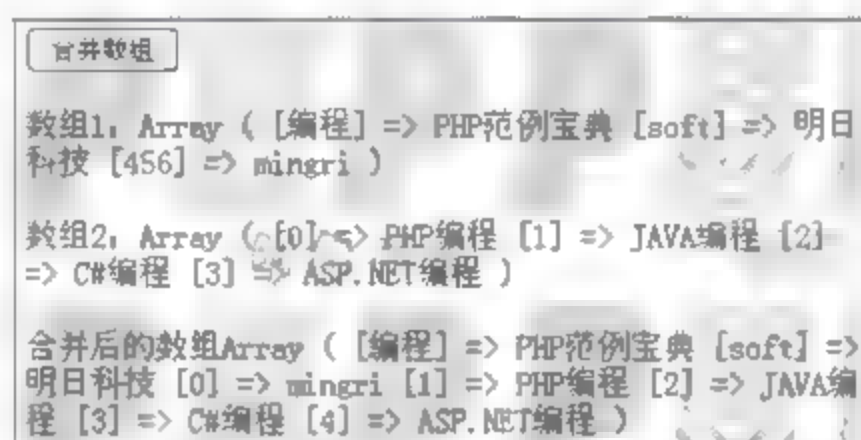 合并数组
数组1：Array ( [编程] => PHP范例宝典 [soft] => 明日
科技 [456] => mingri )
数组2：Array ( [0] => PHP编程 [1] => JAVA编程 [2]
=> C#编程 [3] => ASP.NET编程 )
合并后的数组Array ( [编程] => PHP范例宝典 [soft] =>
明日科技 [0] => mingri [1] => PHP编程 [2] => JAVA编
程 [3] => C#编程 [4] => ASP.NET编程 )